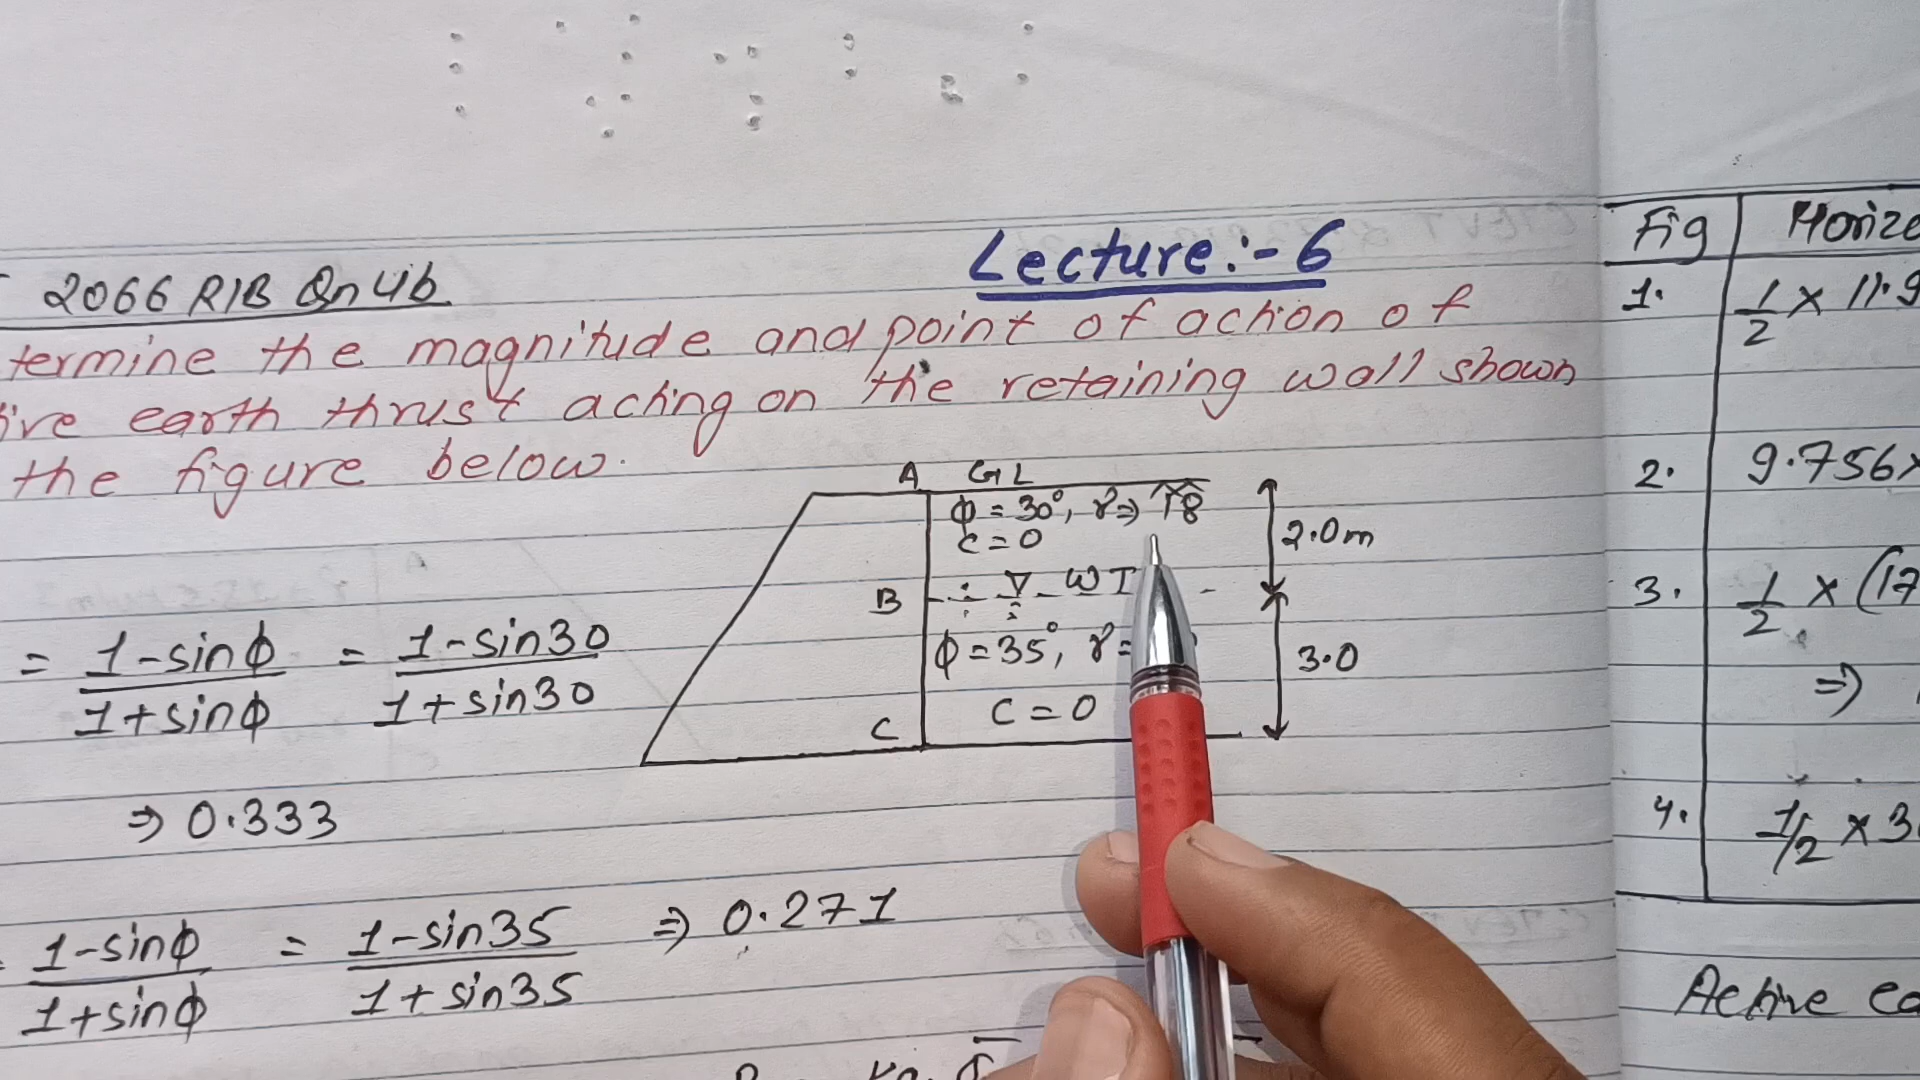 2066 R/B Qn 4b
Lecture:- 6
termine the magnitude and point of action of
ive earth thrust acting on the retaining wall shown
the figure below.
A GL
φ = 30°, γ ⇒ 18
C = 0
2.0m
B
WT
φ = 35°, γ =
3.0
C = 0
C
= 1-sinφ / 1+sinφ = 1-sin30 / 1+sin30
⇒ 0.333
1-sinφ / 1+sinφ = 1-sin35 / 1+sin35 ⇒ 0.271
Fig
1. 1/2 × 11.9
2. 9.756×
3. 1/2 × (17
⇒
4. 1/2 × 3.
Active ea